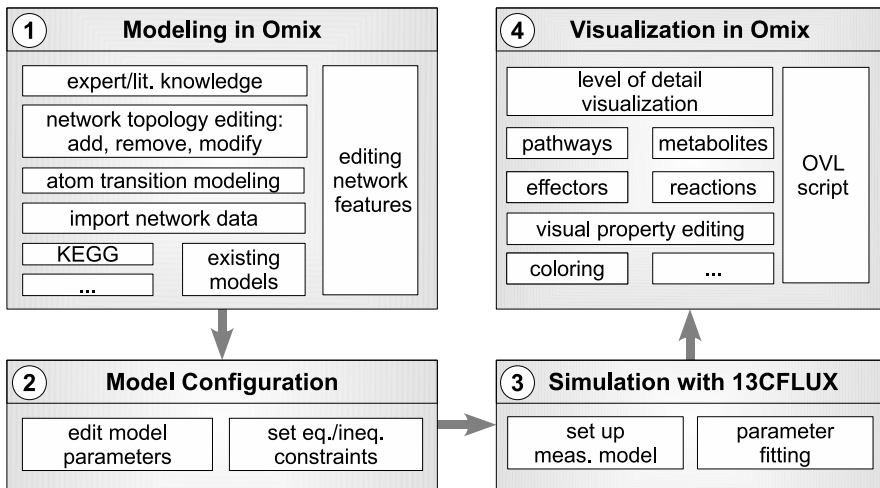 1
Modeling in Omix
expert/lit. knowledge
network topology editing:
add, remove, modify
atom transition modeling
import network data
KEGG
...
existing
models
editing
network
features
2
Model Configuration
edit model
parameters
set eq./ineq.
constraints
3
Simulation with 13CFLUX
set up
meas. model
parameter
fitting
4
Visualization in Omix
level of detail
visualization
pathways
metabolites
effectors
reactions
visual property editing
coloring
...
OVL
script